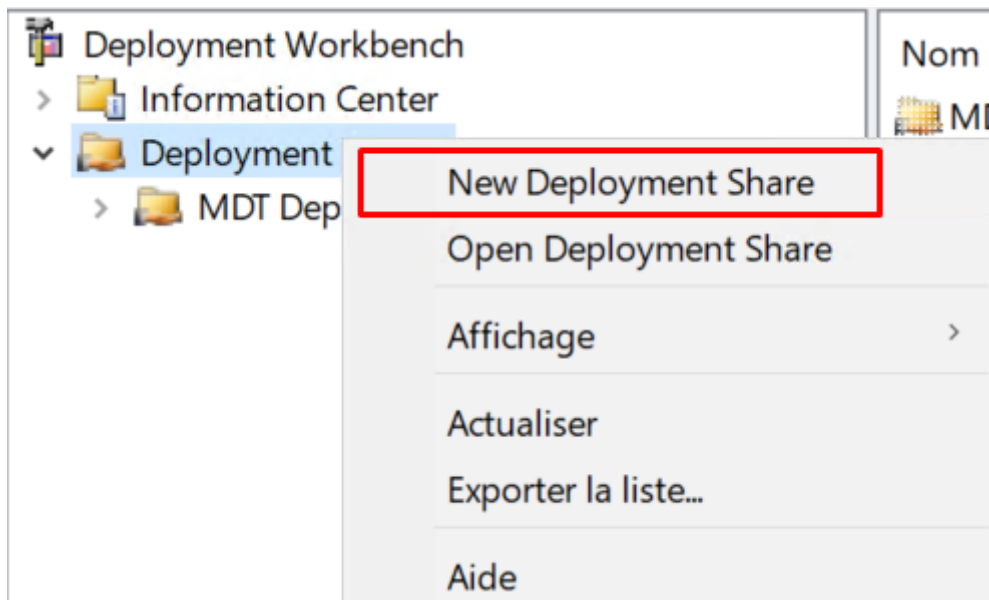 Deployment Workbench
Nom
Information Center
MD
Deployment
New Deployment Share
MDT Dep
Open Deployment Share
Affichage
Actualiser
Exporter la liste...
Aide